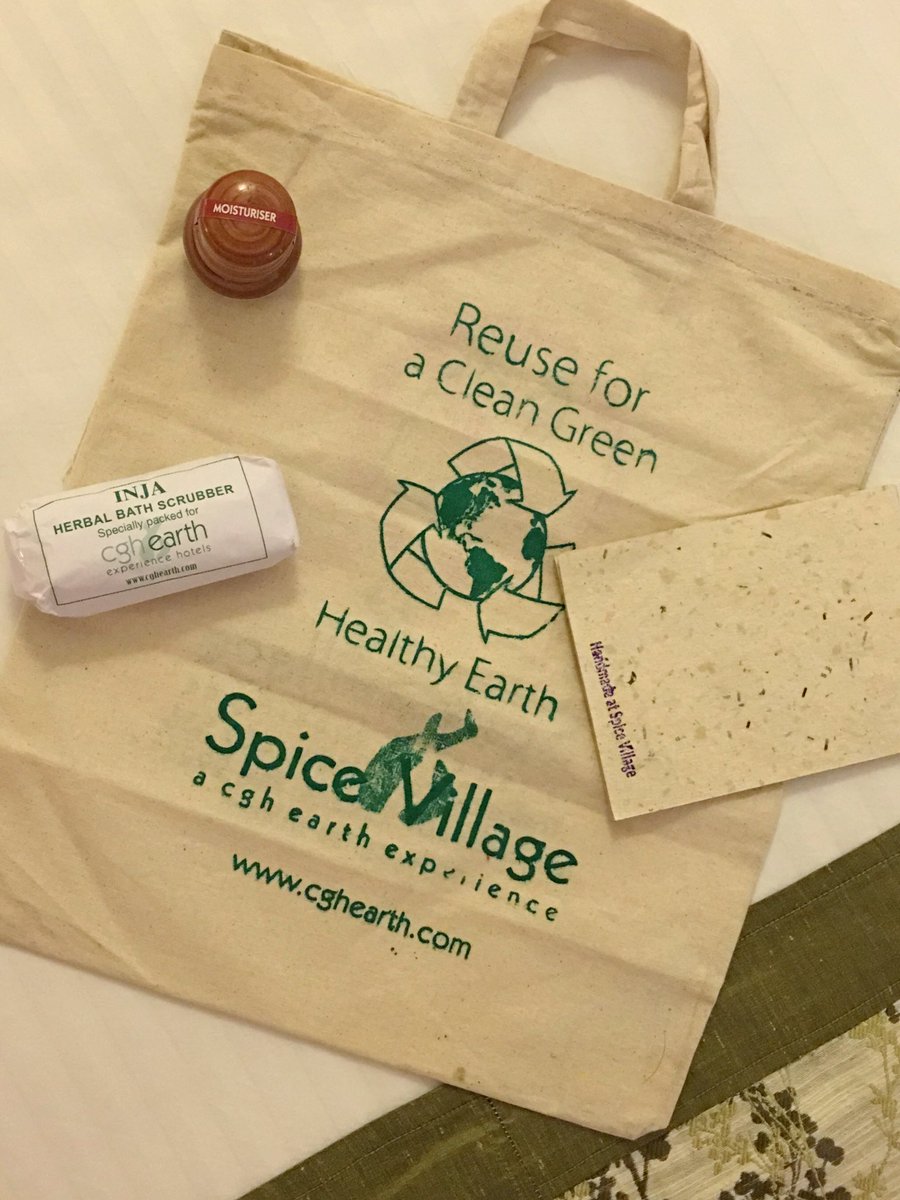 MOISTURISER
Reuse for
a Clean Green
Healthy Earth
Spice Village
a cgh earth experience
www.cghearth.com
INJA
HERBAL BATH SCRUBBER
Specially packed for
cgh earth
experience hotels
www.cghearth.com
Handmade at Spice Village